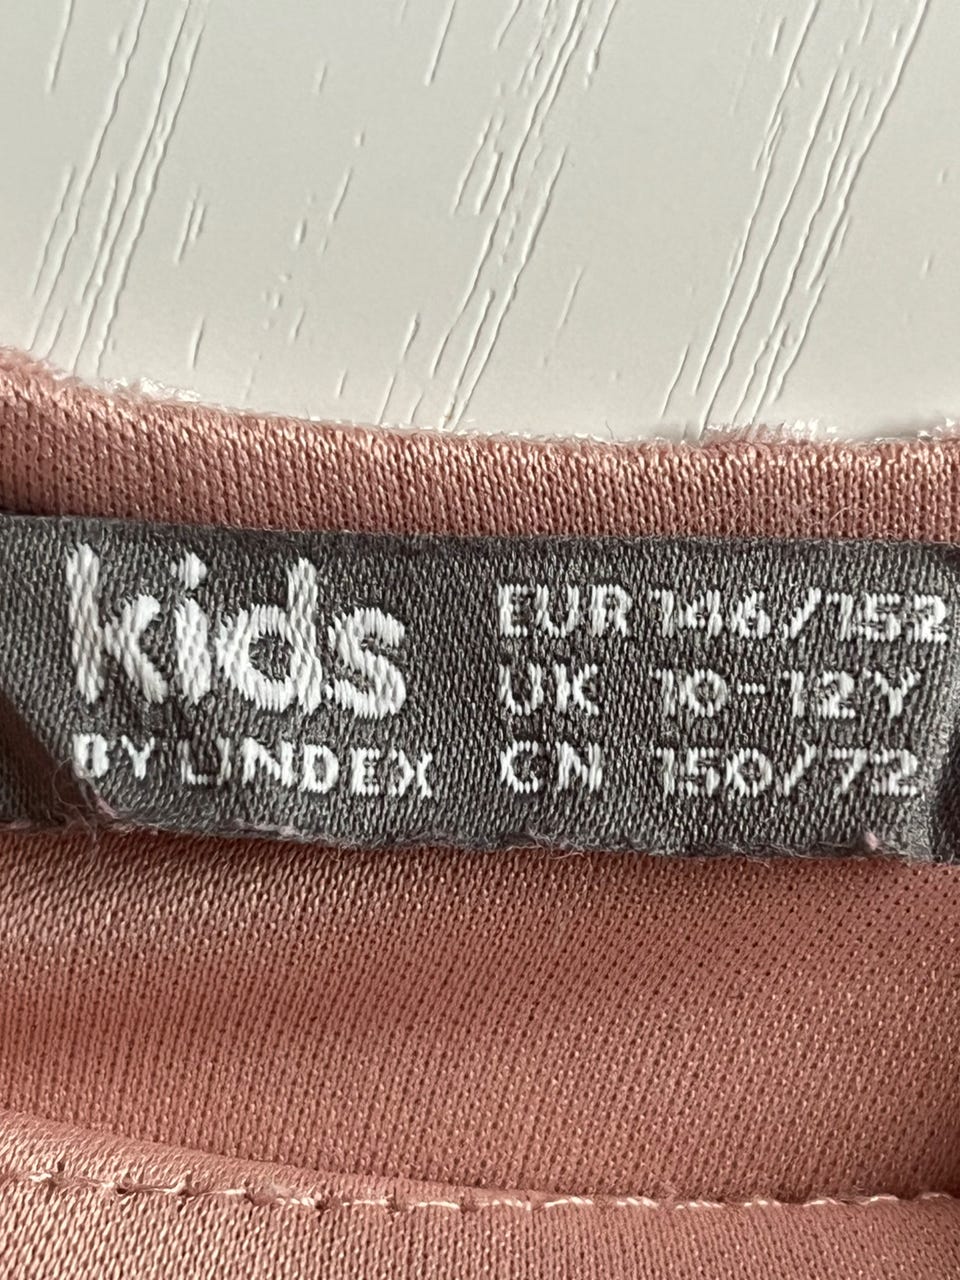 kids
BY LINDEX
EUR 146/152
UK 10-12Y
CN 150/72